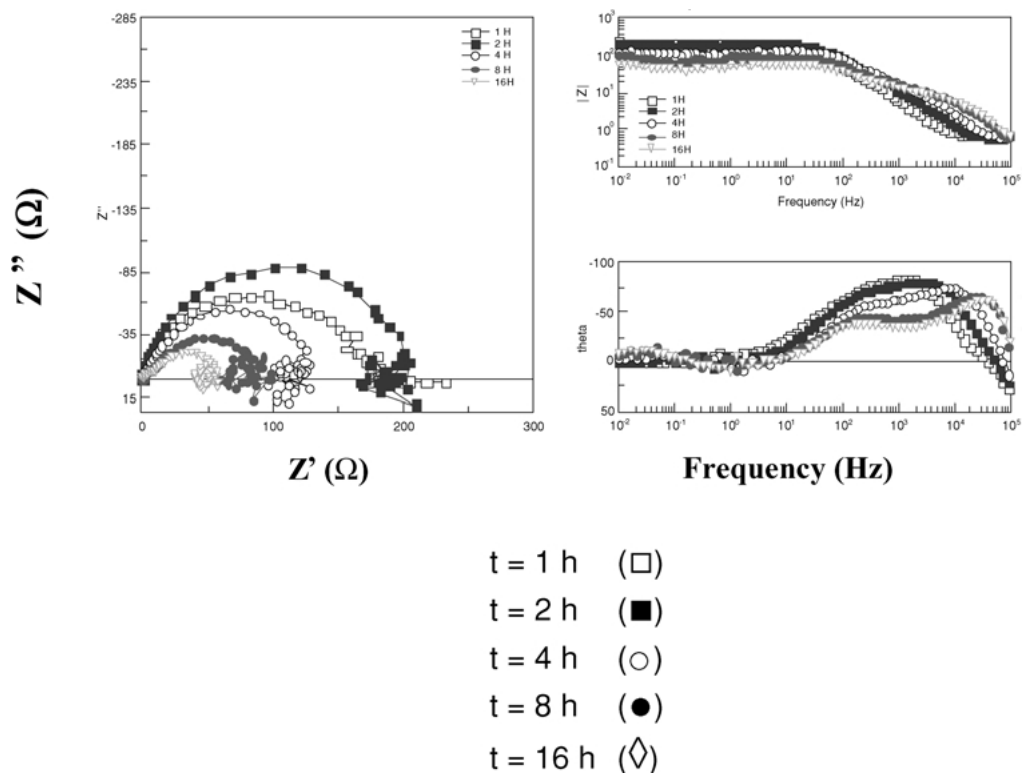 -285
-235
-185
-135
-85
-35
15
Z''
Z'' (Ω)
1 H
2 H
4 H
8 H
16H
0
100
200
300
Z' (Ω)
10³
10²
10¹
10⁰
10⁻¹
|Z|
1H
2H
4H
8H
16H
10⁻² 10⁻¹ 10⁰ 10¹ 10² 10³ 10⁴ 10⁵
Frequency (Hz)
-100
-50
0
50
theta
10⁻² 10⁻¹ 10⁰ 10¹ 10² 10³ 10⁴ 10⁵
Frequency (Hz)
t = 1 h (□)
t = 2 h (■)
t = 4 h (○)
t = 8 h (●)
t = 16 h (◊)